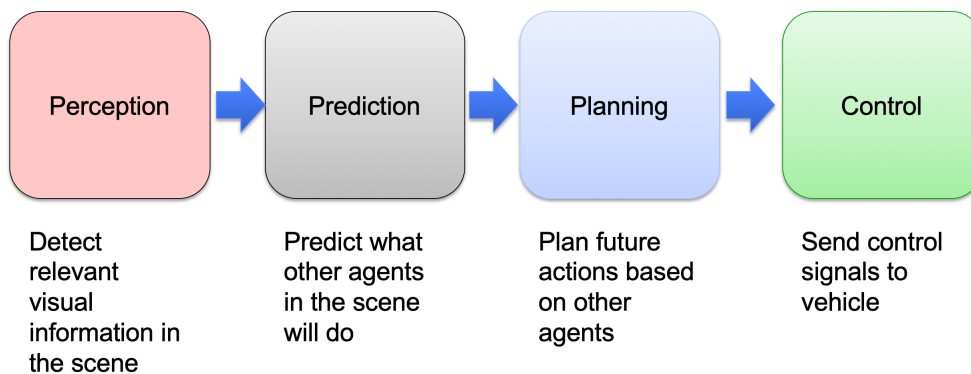 Perception
Prediction
Planning
Control
Detect
relevant
visual
information in
the scene
Predict what
other agents
in the scene
will do
Plan future
actions based
on other
agents
Send control
signals to
vehicle